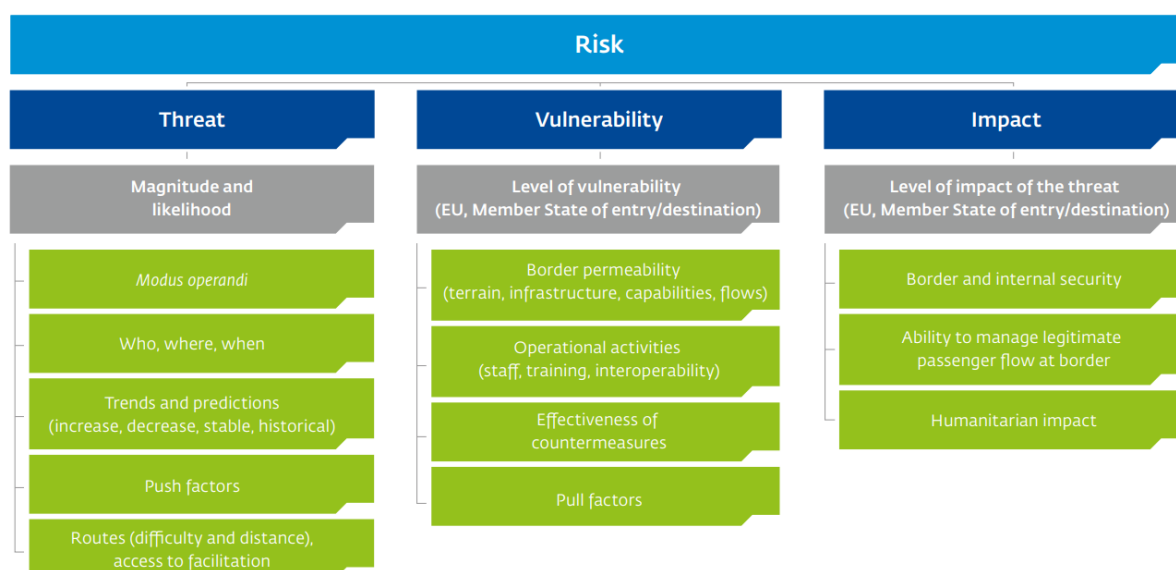 Risk
Threat
Magnitude and
likelihood
Modus operandi
Who, where, when
Trends and predictions
(increase, decrease, stable, historical)
Push factors
Routes (difficulty and distance),
access to facilitation
Vulnerability
Level of vulnerability
(EU, Member State of entry/destination)
Border permeability
(terrain, infrastructure, capabilities, flows)
Operational activities
(staff, training, interoperability)
Effectiveness of
countermeasures
Pull factors
Impact
Level of impact of the threat
(EU, Member State of entry/destination)
Border and internal security
Ability to manage legitimate
passenger flow at border
Humanitarian impact